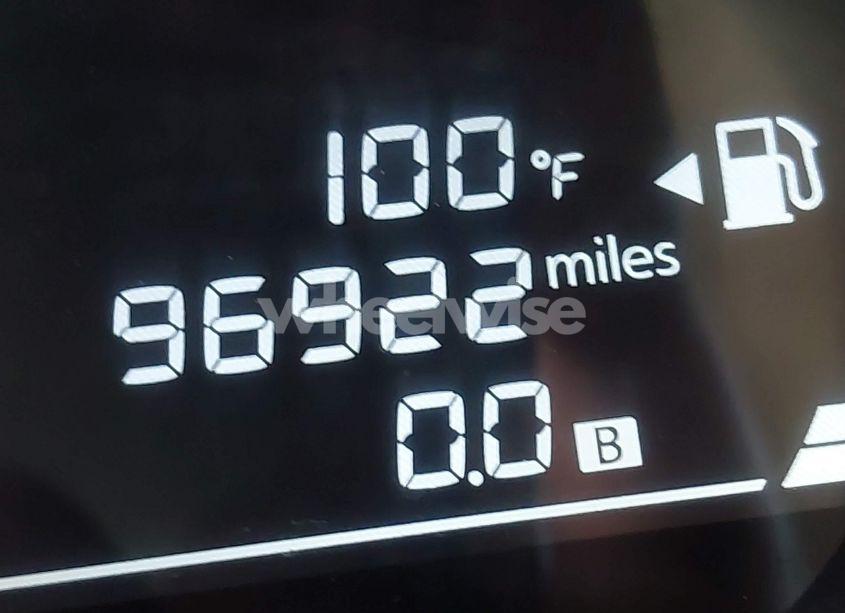 100 °F
96922 miles
wheelwise
0.0 B